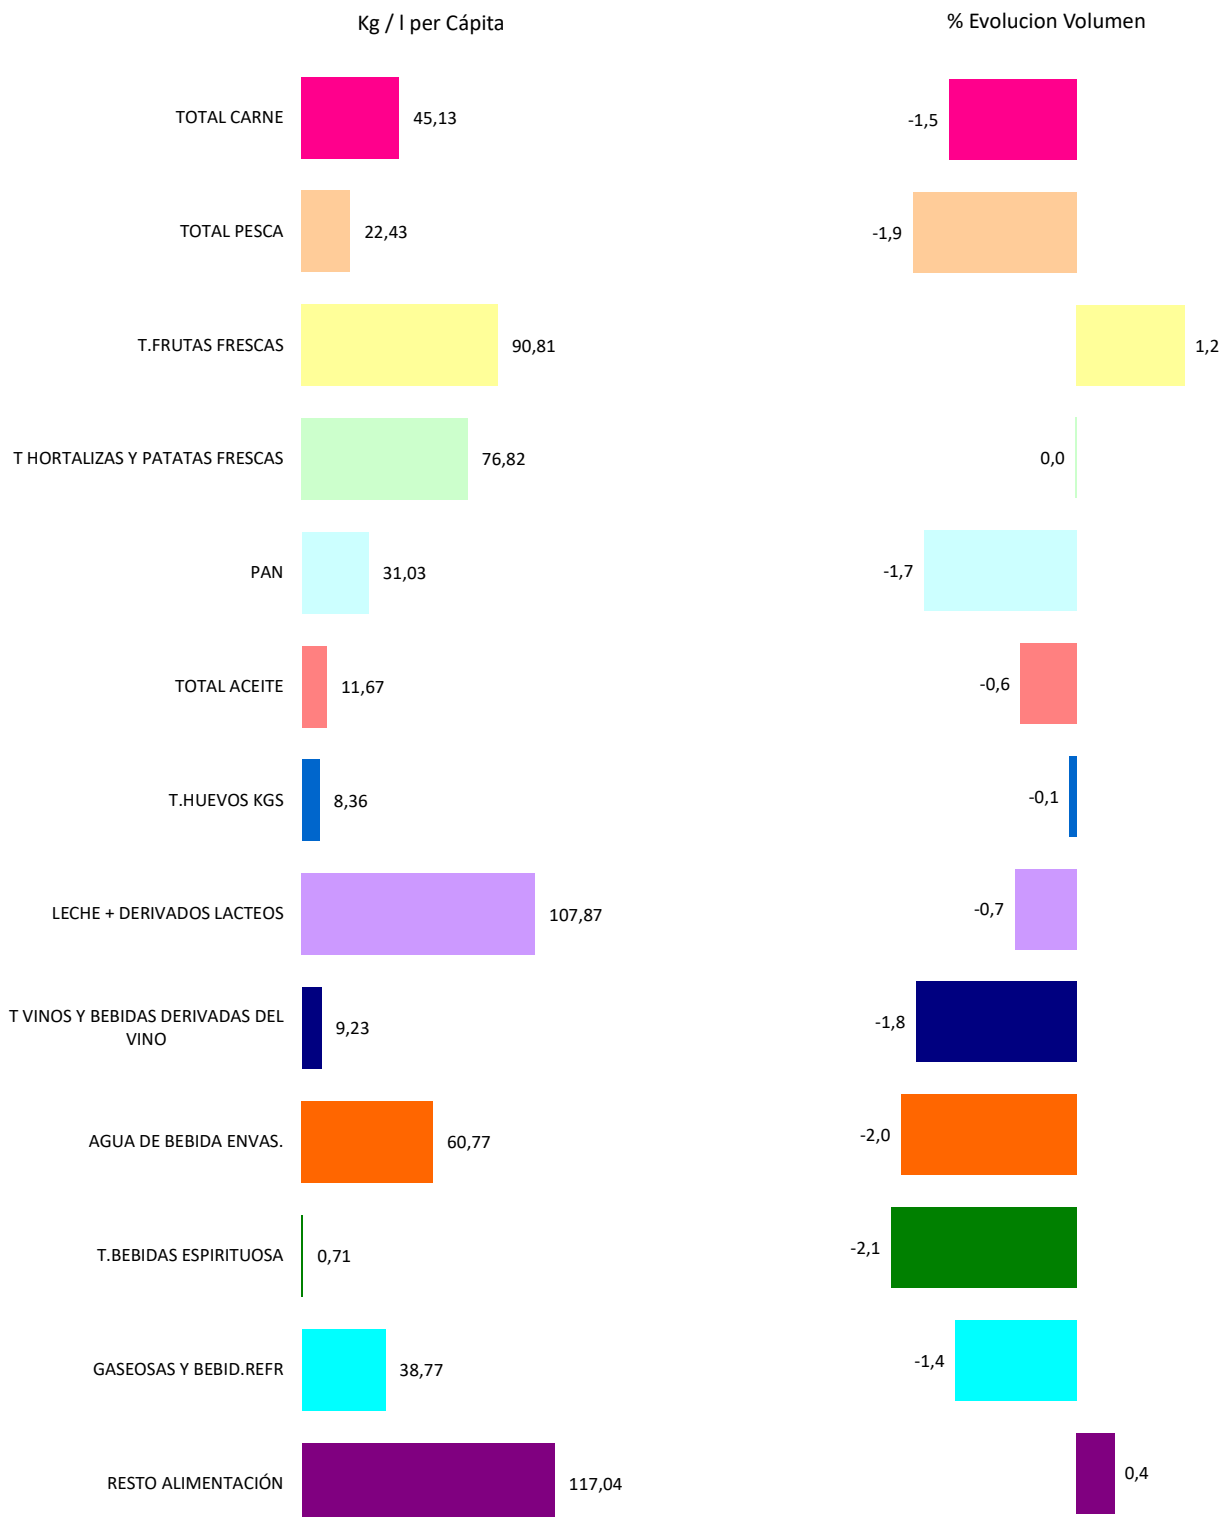 Kg / l per Cápita
% Evolucion Volumen
TOTAL CARNE
45,13
-1,5
TOTAL PESCA
22,43
-1,9
T.FRUTAS FRESCAS
90,81
1,2
T HORTALIZAS Y PATATAS FRESCAS
76,82
0,0
PAN
31,03
-1,7
TOTAL ACEITE
11,67
-0,6
T.HUEVOS KGS
8,36
-0,1
LECHE + DERIVADOS LACTEOS
107,87
-0,7
T VINOS Y BEBIDAS DERIVADAS DEL
VINO
9,23
-1,8
AGUA DE BEBIDA ENVAS.
60,77
-2,0
T.BEBIDAS ESPIRITUOSA
0,71
-2,1
GASEOSAS Y BEBID.REFR
38,77
-1,4
RESTO ALIMENTACIÓN
117,04
0,4